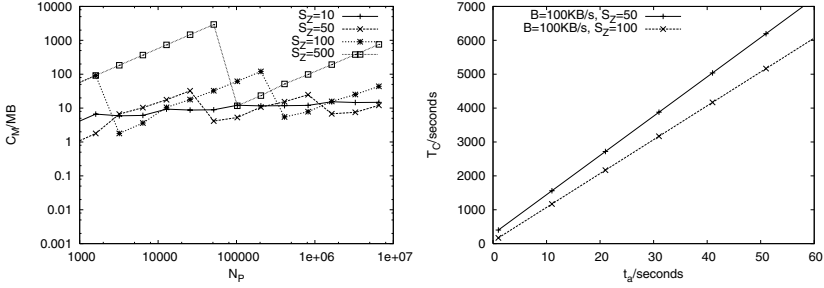 C_M/MB
10000
1000
100
10
1
0.1
0.01
0.001
1000
10000
100000
1e+06
1e+07
N_P
S_Z=10
S_Z=50
S_Z=100
S_Z=500
T_C/seconds
7000
6000
5000
4000
3000
2000
1000
0
0
10
20
30
40
50
60
t_a/seconds
B=100KB/s, S_Z=50
B=100KB/s, S_Z=100